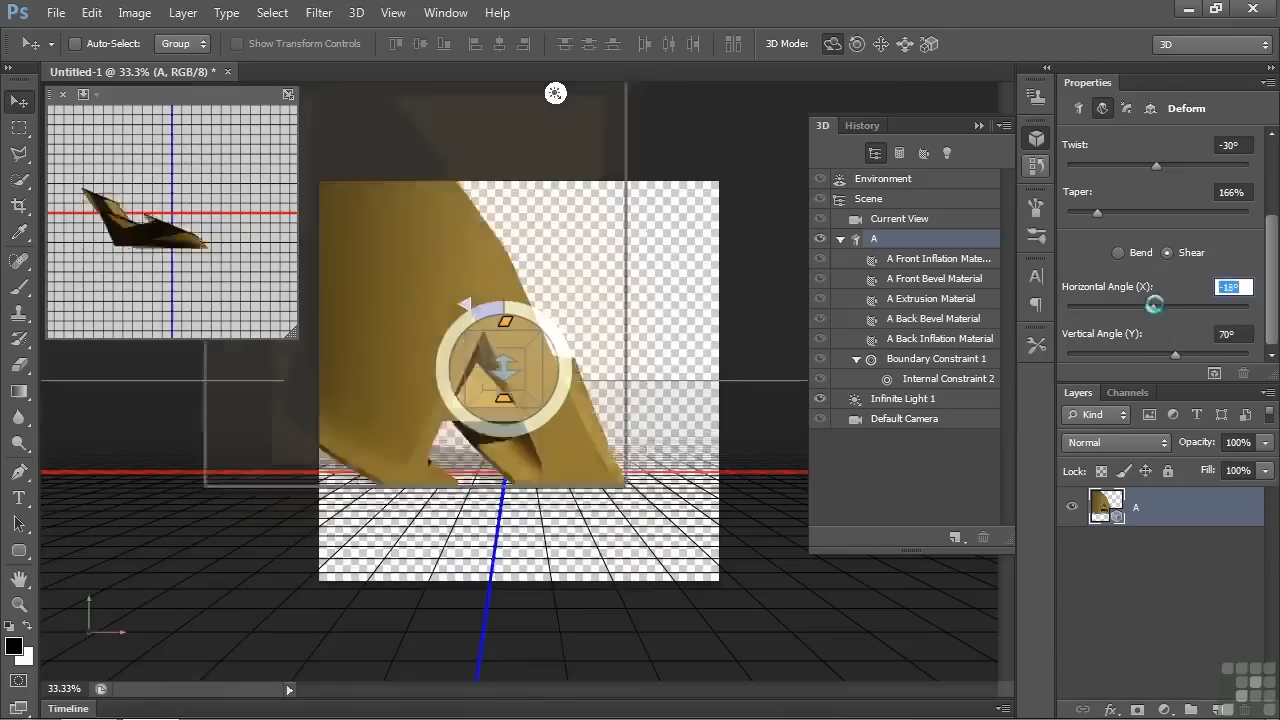 Ps File Edit Image Layer Type Select Filter 3D View Window Help
Auto-Select: Group Show Transform Controls 3D Mode: 3D
Untitled-1 @ 33.3% (A, RGB/8) * ×
3D History
Environment
Scene
Current View
A
A Front Inflation Mate...
A Front Bevel Material
A Extrusion Material
A Back Bevel Material
A Back Inflation Material
Boundary Constraint 1
Internal Constraint 2
Infinite Light 1
Default Camera
Properties
Deform
Twist: -30°
Taper: 166%
Bend Shear
Horizontal Angle (X): -18°
Vertical Angle (Y): 70°
Layers Channels
Kind
Normal Opacity: 100%
Lock: Fill: 100%
A
33.33%
Timeline